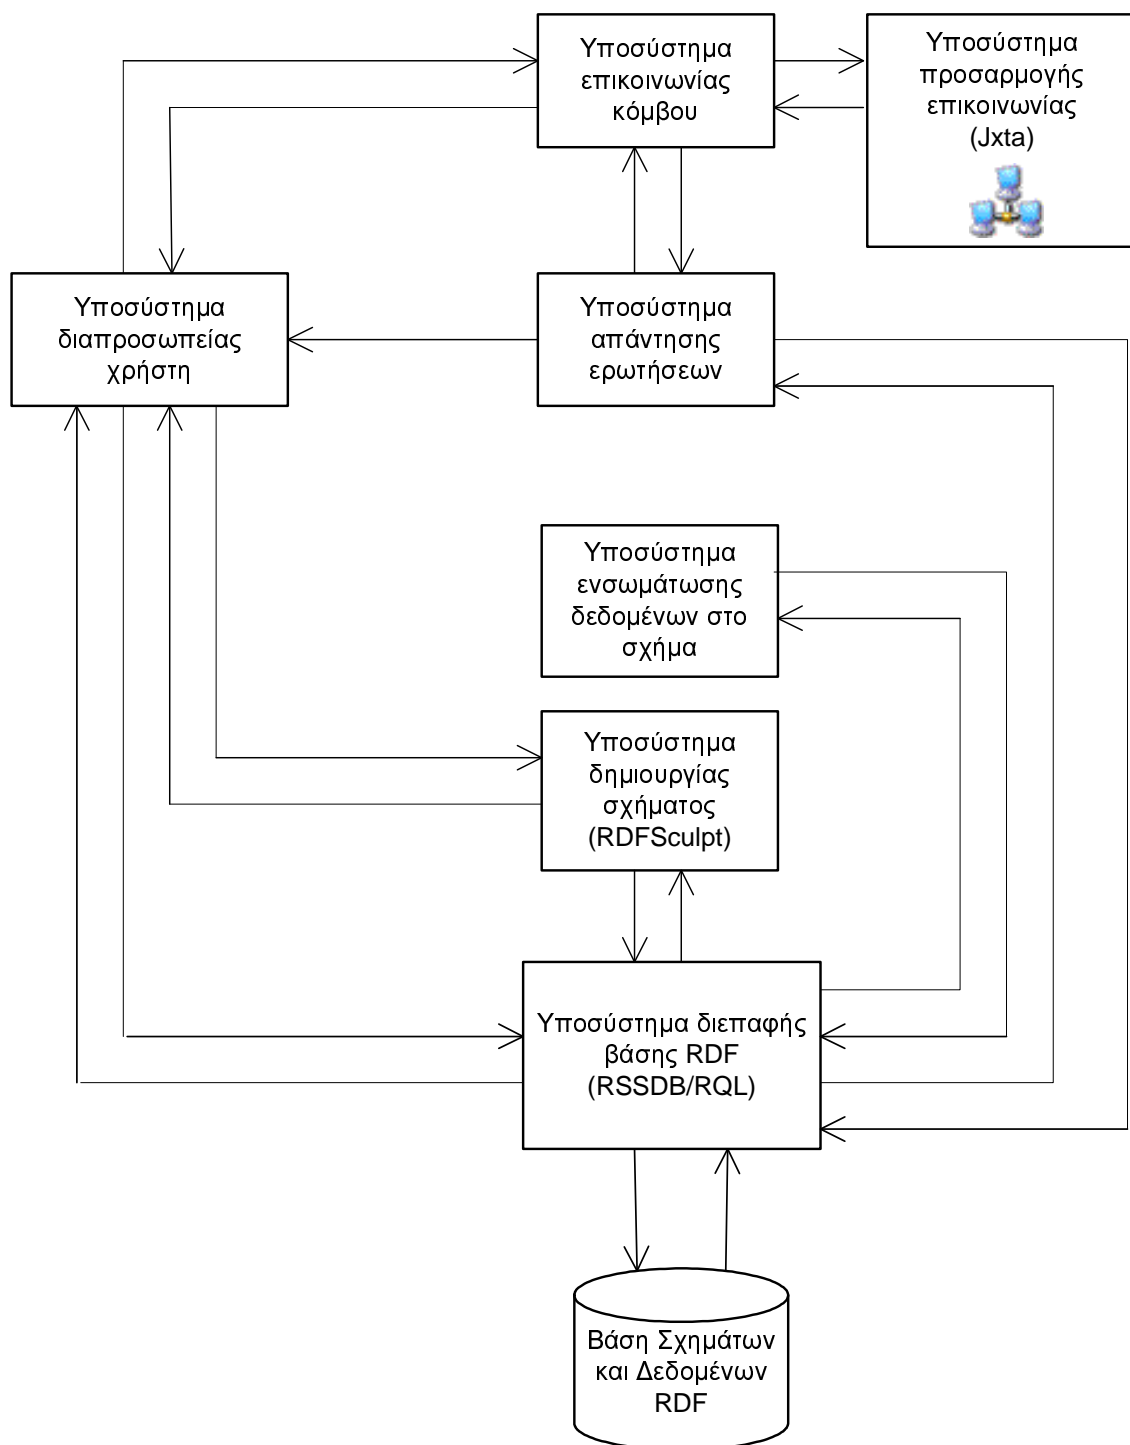 Υποσύστημα
επικοινωνίας
κόμβου
Υποσύστημα
προσαρμογής
επικοινωνίας
(Jxta)
Υποσύστημα
διαπροσωπείας
χρήστη
Υποσύστημα
απάντησης
ερωτήσεων
Υποσύστημα
ενσωμάτωσης
δεδομένων στο
σχήμα
Υποσύστημα
δημιουργίας
σχήματος
(RDFSculpt)
Υποσύστημα διεπαφής
βάσης RDF
(RSSDB/RQL)
Βάση Σχημάτων
και Δεδομένων
RDF